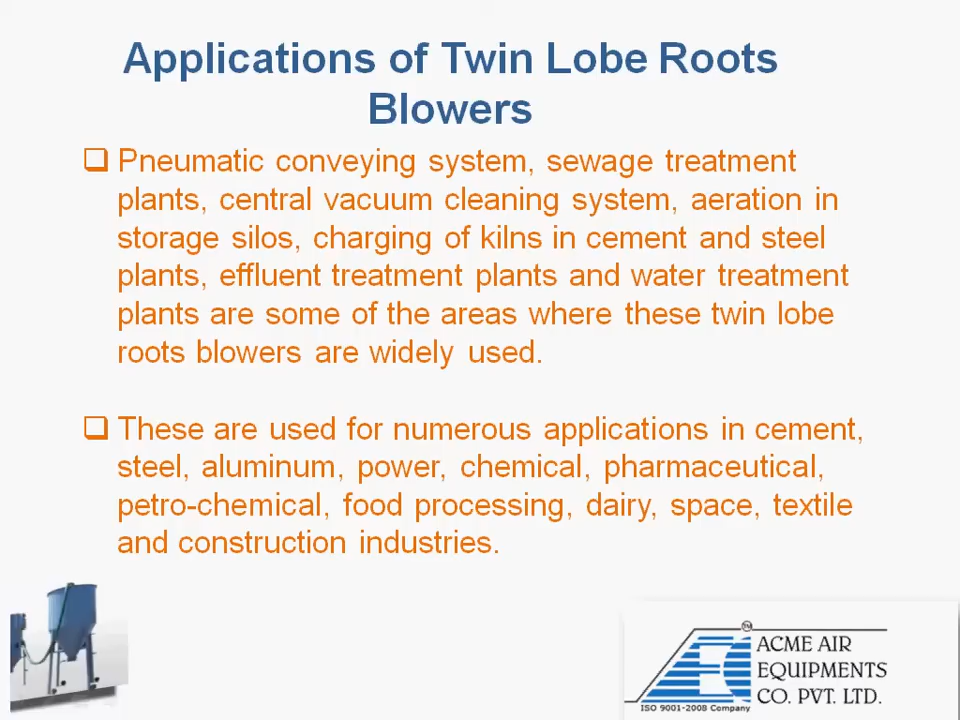 Applications of Twin Lobe Roots
Blowers
Pneumatic conveying system, sewage treatment
plants, central vacuum cleaning system, aeration in
storage silos, charging of kilns in cement and steel
plants, effluent treatment plants and water treatment
plants are some of the areas where these twin lobe
roots blowers are widely used.
These are used for numerous applications in cement,
steel, aluminum, power, chemical, pharmaceutical,
petro-chemical, food processing, dairy, space, textile
and construction industries.
TM
ACME AIR
EQUIPMENTS
CO. PVT. LTD.
ISO 9001-2008 Company